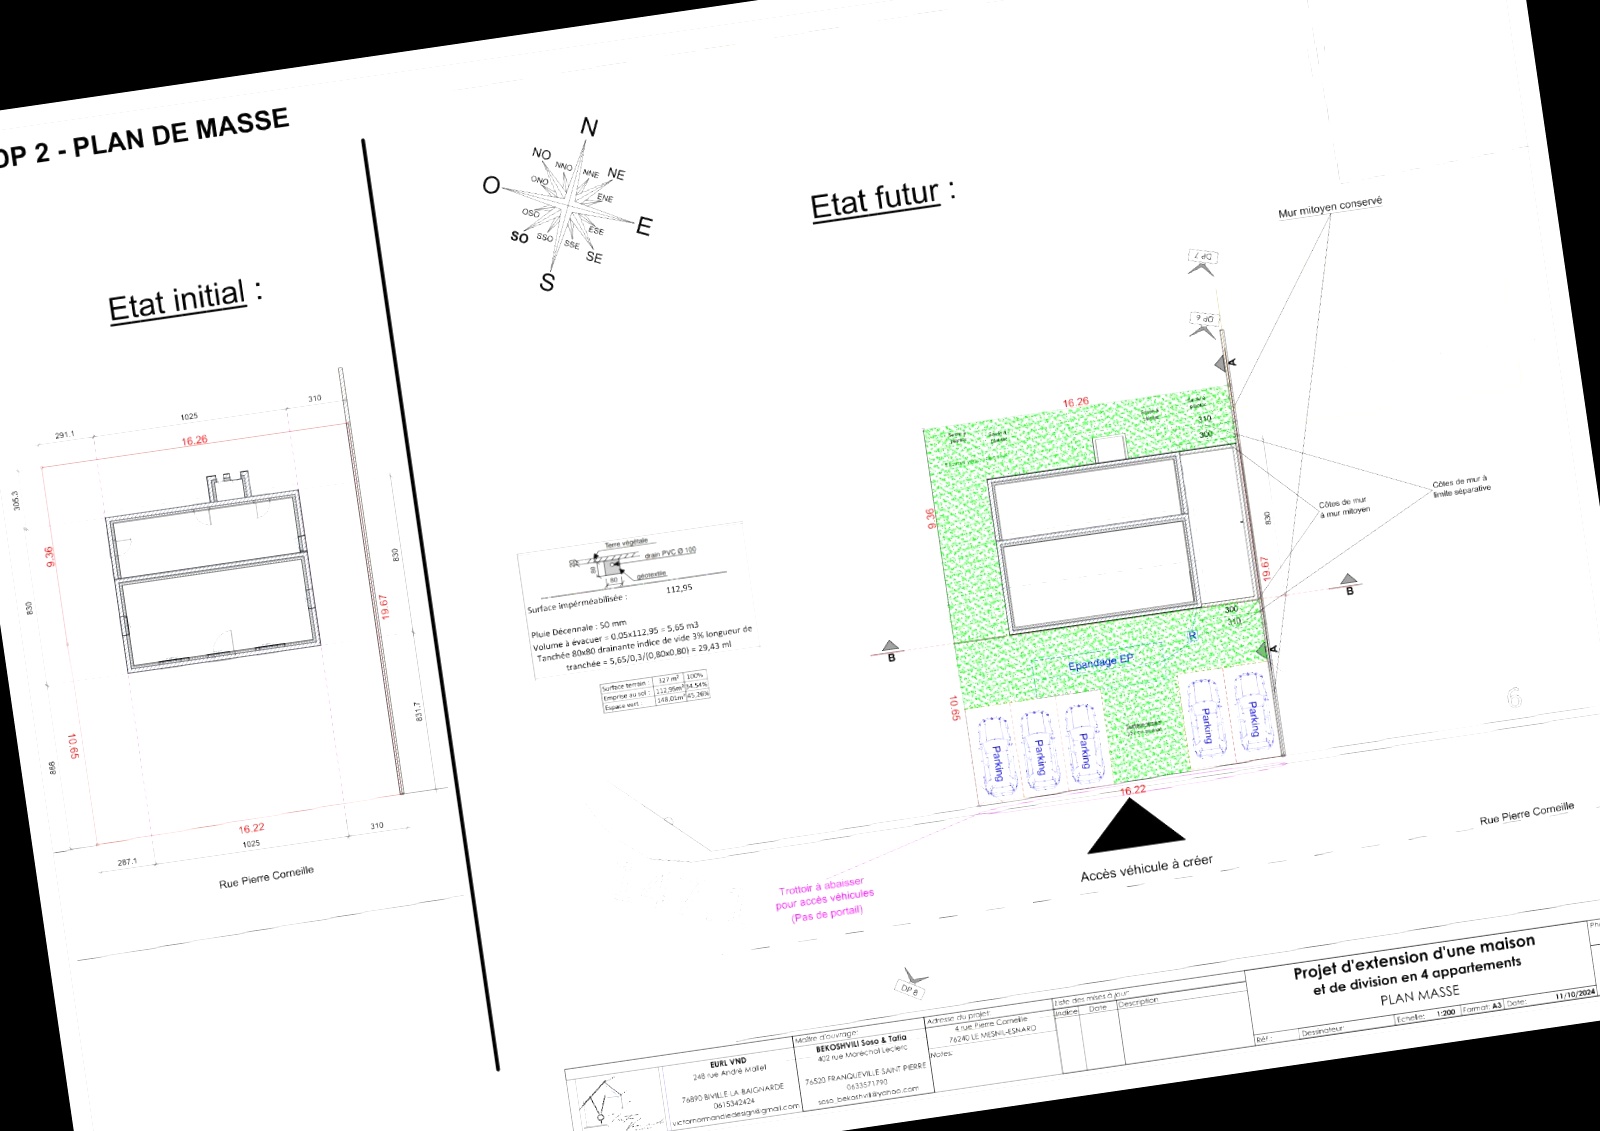 DP 2 - PLAN DE MASSE
N
NO
NNO
NNE
NE
O
ONO
ENE
OSO
ESE
E
SO
SSO
SSE
SE
S
Etat initial :
291.1
1025
310
16.26
305.3
9.36
830
830
19.67
10.65
888
831.7
16.22
287.1
1025
310
Rue Pierre Corneille
Etat futur :
Mur mitoyen conservé
DP 7
DP 6
A
16.26
310
300
9.36
830
19.67
Côtes de mur
à mur mitoyen
Côtes de mur à
limite séparative
B
B
300
310
R
A
Epandage EP
10.65
Parking
Parking
Parking
Parking
Parking
16.22
6
Rue Pierre Corneille
Accès véhicule à créer
Trottoir à abaisser
pour accès véhicules
(Pas de portail)
DP 8
Terre végétale
drain PVC Ø 100
80
80
géotextile
Surface imperméabilisée : 112,95
Pluie Décennale : 50 mm
Volume à évacuer = 0,05x112,95 = 5,65 m3
Tanchée 80x80 drainante indice de vide 3% longueur de
tranchée = 5,65/0,3/(0,80x0,80) = 29,43 ml
Surface terrain : 327 m² 100%
Emprise au sol : 112,95m² 34.54%
Espace vert 148,01m² 45.26%
EURL VND
248 rue André Mallet
76890 BIVILLE LA BAIGNARDE
0615342424
victornormandiedesign@gmail.com
Maître d'ouvrage:
BEKOSHVILI Soso & Tatia
402 rue Maréchal Leclerc
76520 FRANQUEVILLE SAINT PIERRE
0633571790
soso_bekoshvili@yahoo.com
Adresse du projet:
4 rue Pierre Corneille
76240 LE MESNIL-ESNARD
Notes:
Liste des mises à jour
Indice Date Description
Projet d'extension d'une maison
et de division en 4 appartements
PLAN MASSE
Réf : Dessinateur: Echelle: 1:200 Format: A3 Date: 11/10/2024